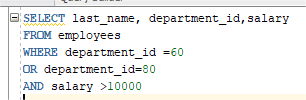 SELECT last_name, department_id,salary
FROM employees
WHERE department_id =60
OR department_id=80
AND salary >10000